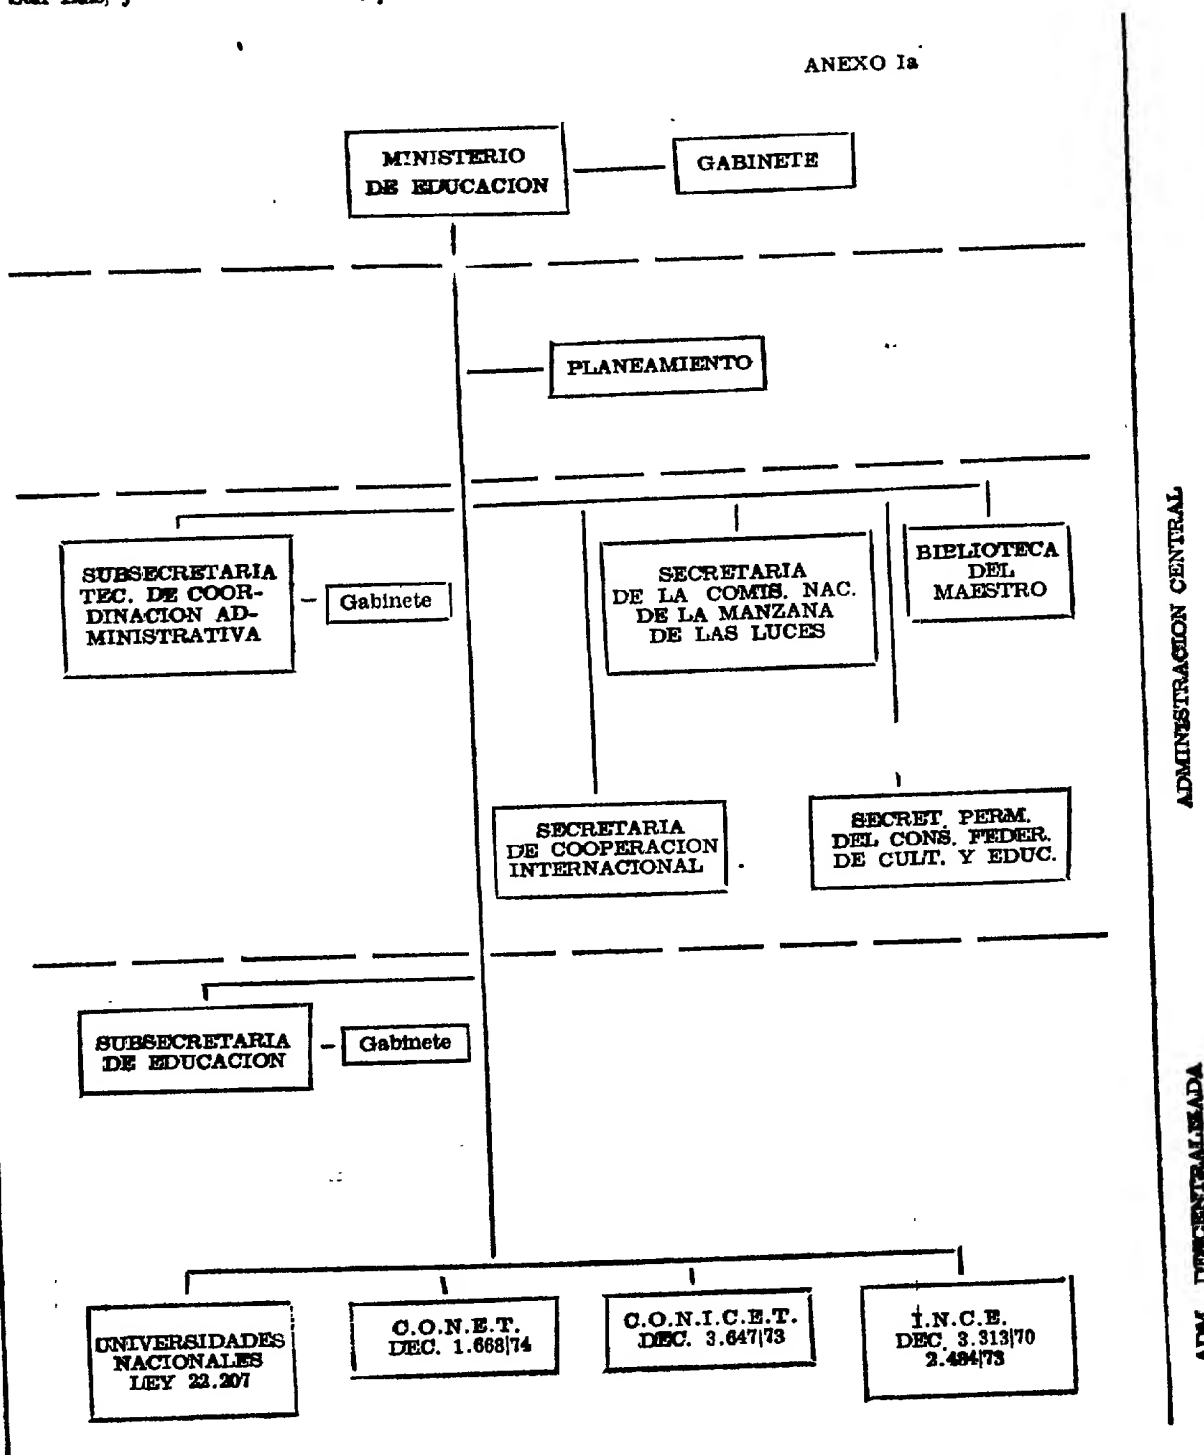 ANEXO Ia
MINISTERIO
DE EDUCACION
GABINETE
PLANEAMIENTO
SUBSECRETARIA
TEC. DE COOR-
DINACION AD-
MINISTRATIVA
Gabinete
SECRETARIA
DE LA COMIS. NAC.
DE LA MANZANA
DE LAS LUCES
BIBLIOTECA
DEL
MAESTRO
SECRETARIA
DE COOPERACION
INTERNACIONAL
SECRET. PERM.
DEL CONS. FEDER.
DE CULT. Y EDUC.
ADMINISTRACION CENTRAL
SUBSECRETARIA
DE EDUCACION
Gabinete
UNIVERSIDADES
NACIONALES
LEY 22.207
C.O.N.E.T.
DEC. 1.668|74
C.O.N.I.C.E.T.
DEC. 3.647|73
I.N.C.E.
DEC. 3.313|70
2.484|73
ADM. DESCENTRALIZADA